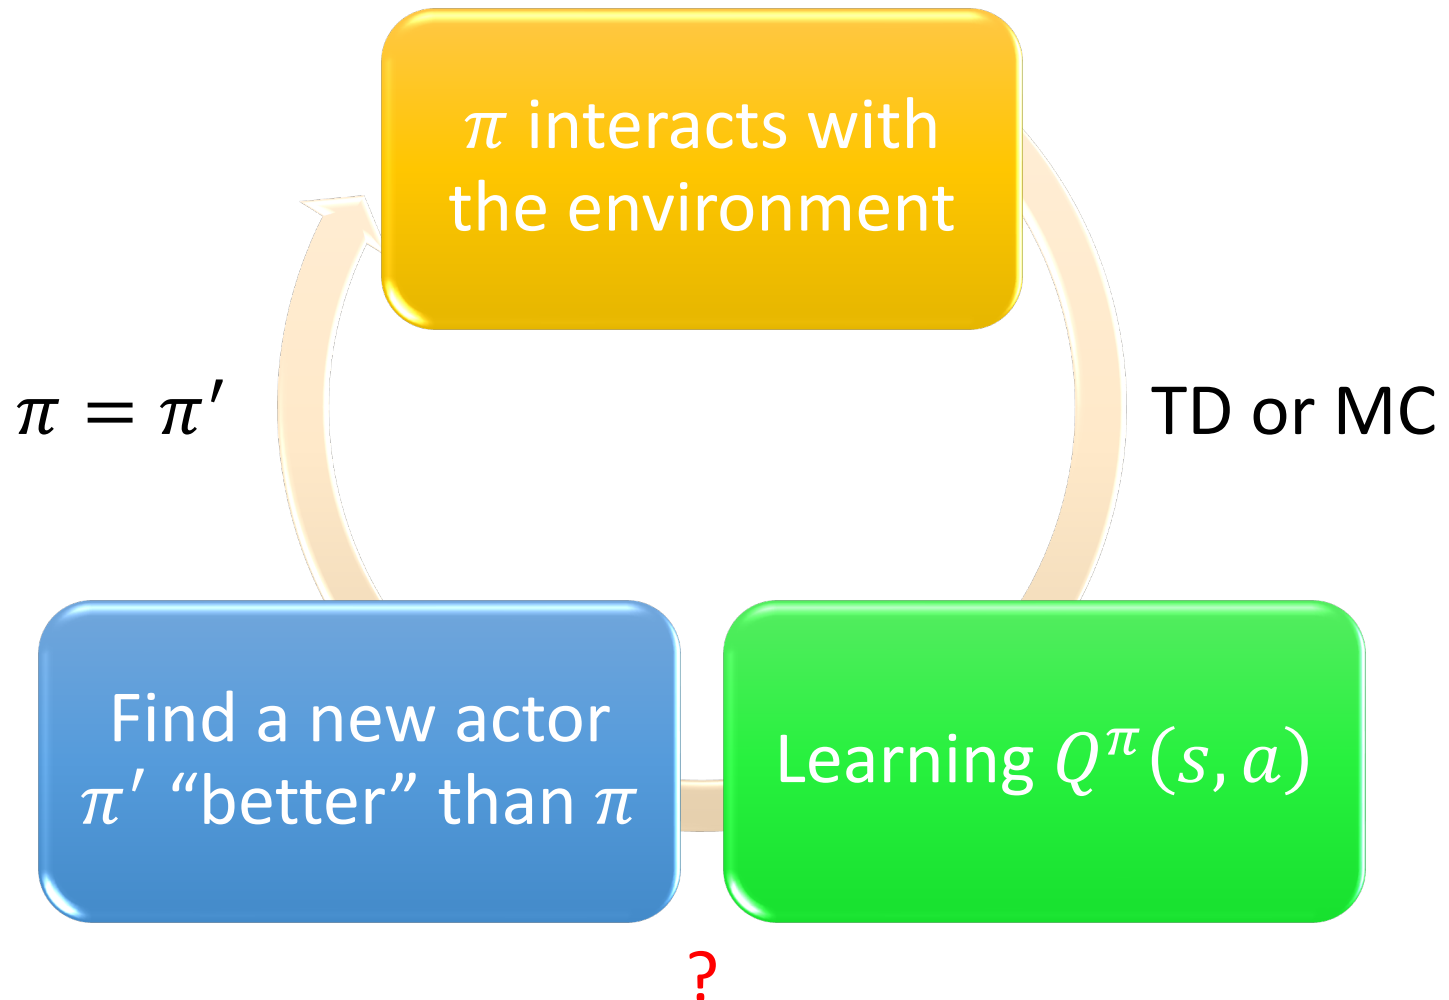 π interacts with
the environment
π = π′
TD or MC
Find a new actor
π′ “better” than π
Learning Q^π(s, a)
?